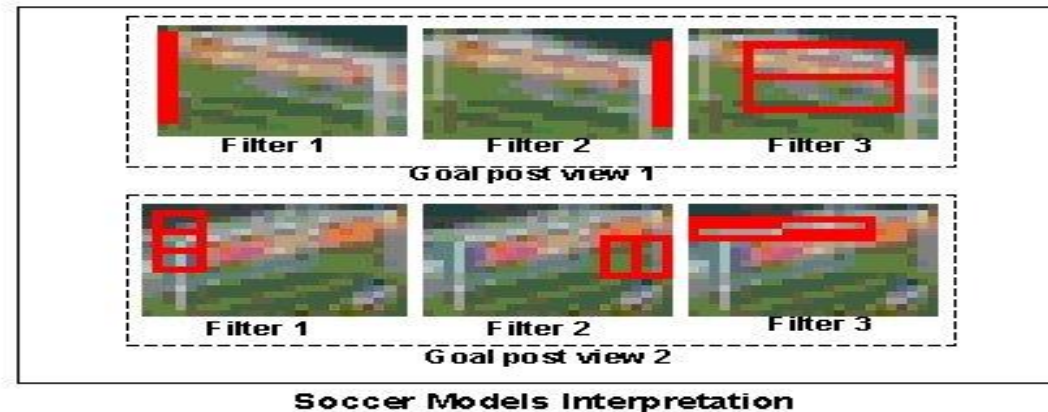 Filter 1 Filter 2 Filter 3
Goal post view 1
Filter 1 Filter 2 Filter 3
Goal post view 2
Soccer Models Interpretation